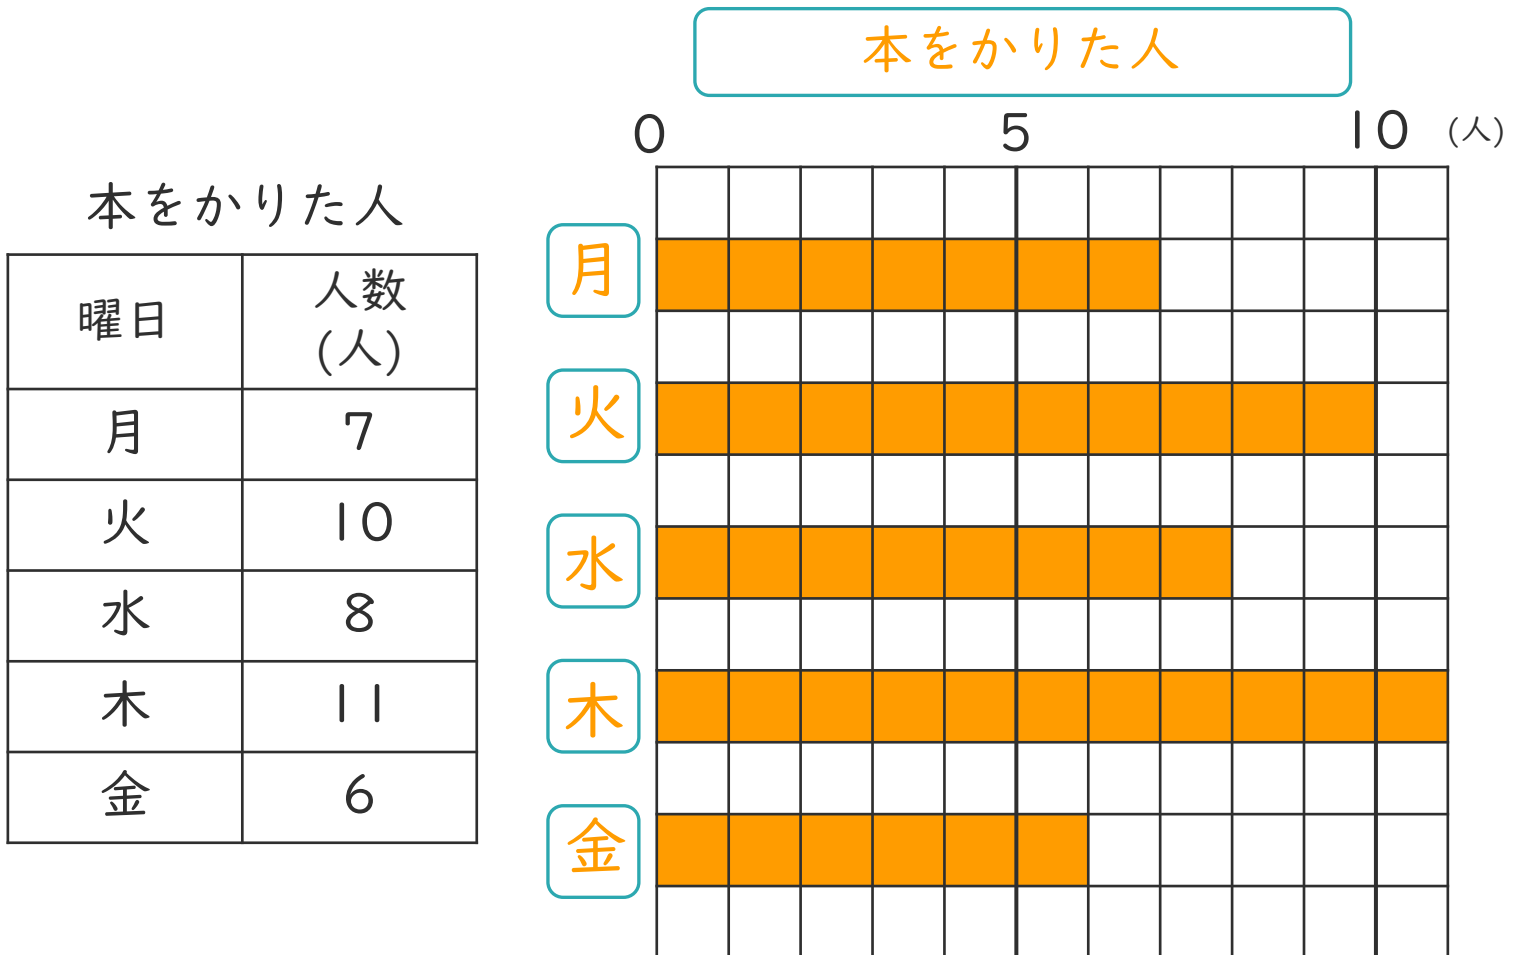 本をかりた人
曜日 人数
(人)
月 7
火 10
水 8
木 11
金 6
本をかりた人
0 5 10 (人)
月
火
水
木
金